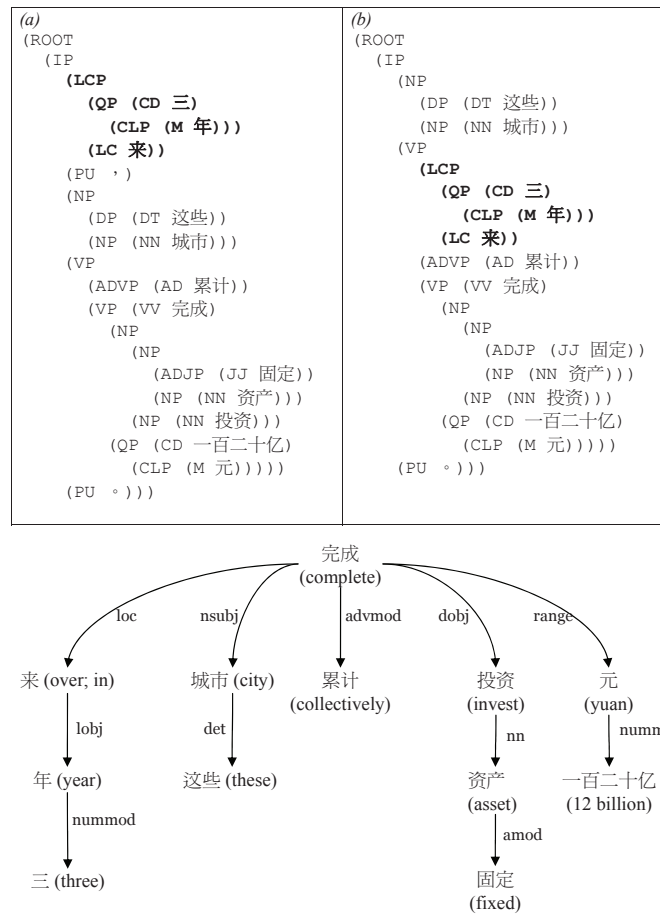 (a)
(ROOT
(IP
(LCP
(QP (CD 三)
(CLP (M 年)))
(LC 来))
(PU ，)
(NP
(DP (DT 这些))
(NP (NN 城市)))
(VP
(ADVP (AD 累计))
(VP (VV 完成)
(NP
(NP
(ADJP (JJ 固定))
(NP (NN 资产)))
(NP (NN 投资)))
(QP (CD 一百二十亿)
(CLP (M 元)))))
(PU 。)))
(b)
(ROOT
(IP
(NP
(DP (DT 这些))
(NP (NN 城市)))
(VP
(LCP
(QP (CD 三)
(CLP (M 年)))
(LC 来))
(ADVP (AD 累计))
(VP (VV 完成)
(NP
(NP
(ADJP (JJ 固定))
(NP (NN 资产)))
(NP (NN 投资)))
(QP (CD 一百二十亿)
(CLP (M 元)))))
(PU 。)))
完成
(complete)
loc nsubj advmod dobj range
来 (over; in) 城市 (city) 累计 投资 元
(collectively) (invest) (yuan)
lobj det nn numm
年 (year) 这些 (these) 资产 一百二十亿
(asset) (12 billion)
nummod amod
三 (three) 固定
(fixed)